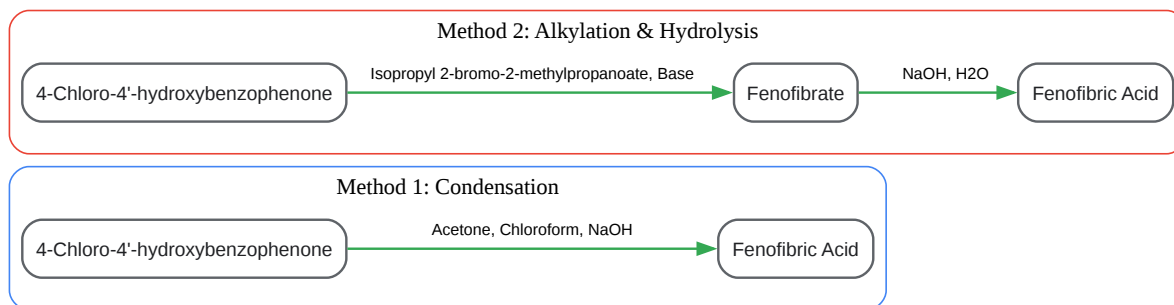 Method 2: Alkylation & Hydrolysis
4-Chloro-4'-hydroxybenzophenone
Isopropyl 2-bromo-2-methylpropanoate, Base
Fenofibrate
NaOH, H2O
Fenofibric Acid
Method 1: Condensation
4-Chloro-4'-hydroxybenzophenone
Acetone, Chloroform, NaOH
Fenofibric Acid